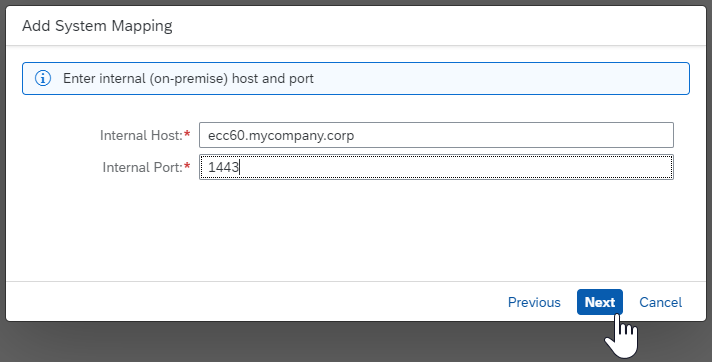 Add System Mapping
Enter internal (on-premise) host and port
Internal Host:* ecc60.mycompany.corp
Internal Port:* 1443
Previous Next Cancel